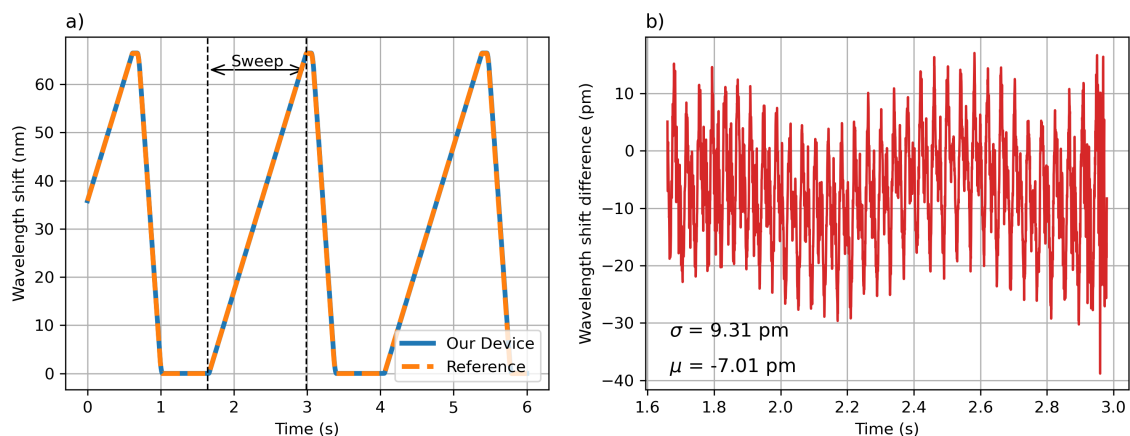 a)
Wavelength shift (nm)
60
50
40
30
20
10
0
Sweep
Our Device
Reference
0 1 2 3 4 5 6
Time (s)
b)
Wavelength shift difference (pm)
10
0
−10
−20
−30
−40
σ = 9.31 pm
μ = -7.01 pm
1.6 1.8 2.0 2.2 2.4 2.6 2.8 3.0
Time (s)